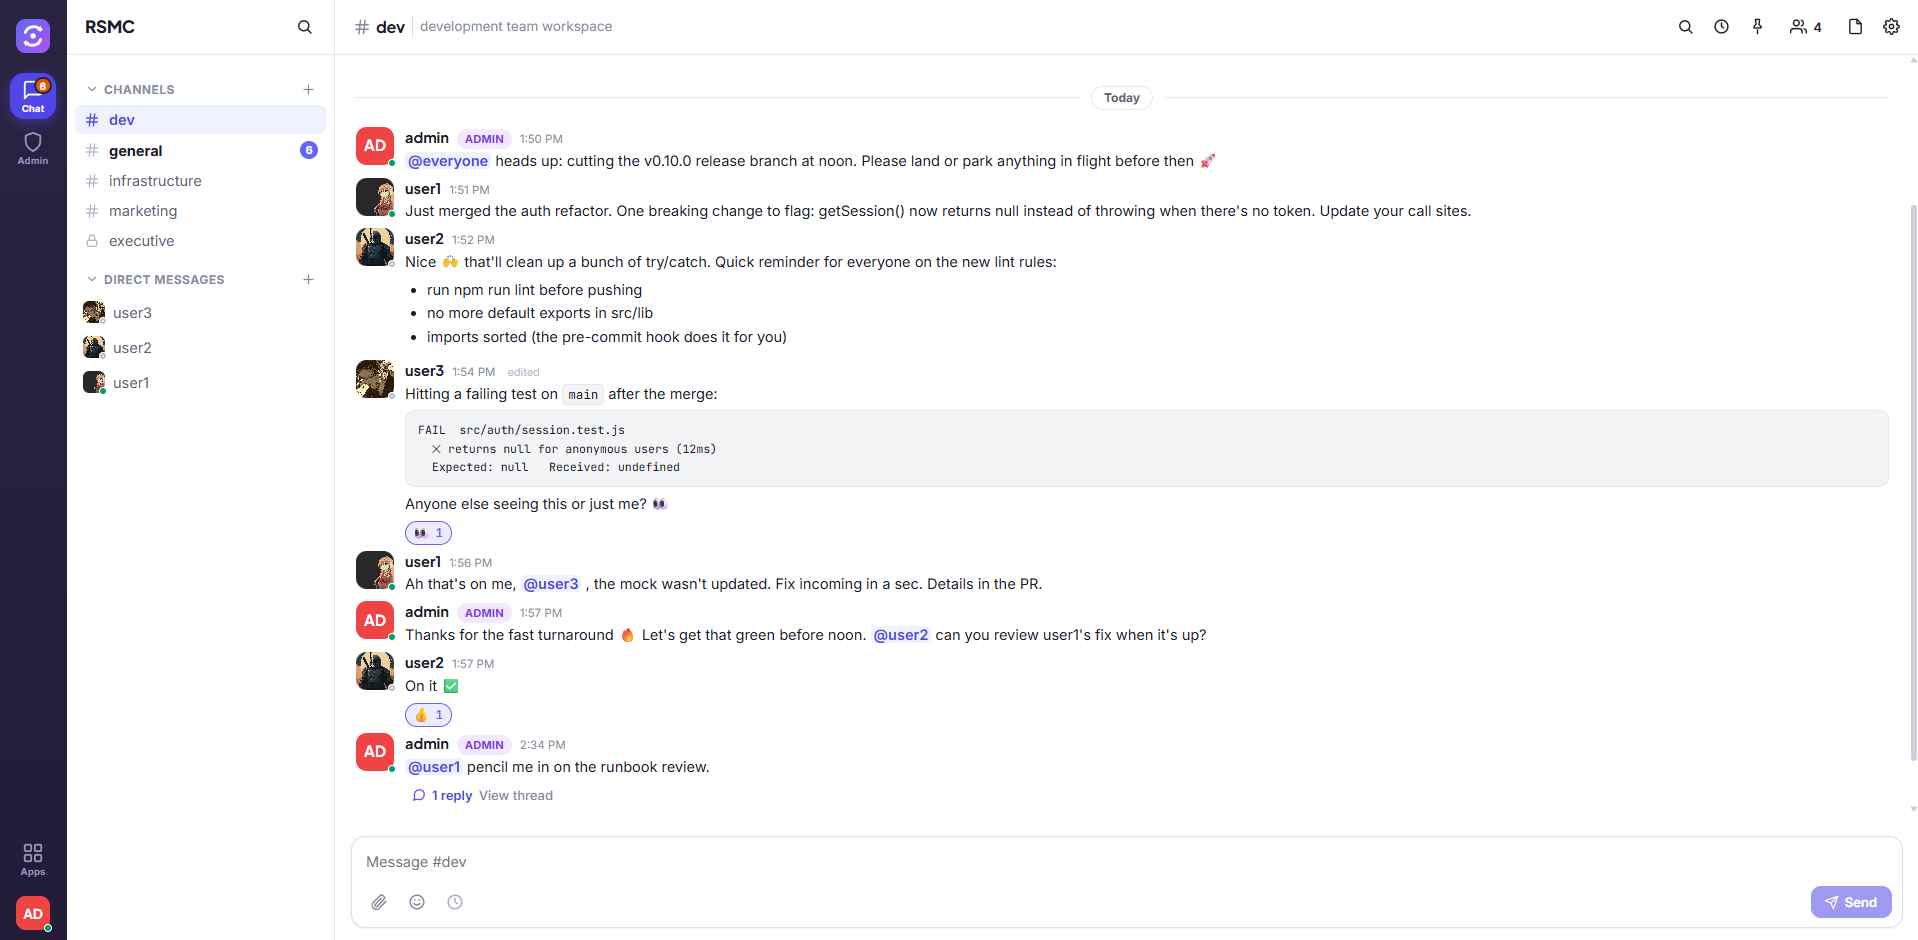 RSMC
# dev
development team workspace
4
6
Chat
Admin
CHANNELS
# dev
# general
6
# infrastructure
# marketing
executive
DIRECT MESSAGES
user3
user2
user1
Apps
AD
Today
AD
admin ADMIN 1:50 PM
@everyone heads up: cutting the v0.10.0 release branch at noon. Please land or park anything in flight before then 🚀
user1 1:51 PM
Just merged the auth refactor. One breaking change to flag: getSession() now returns null instead of throwing when there's no token. Update your call sites.
user2 1:52 PM
Nice 🙌 that'll clean up a bunch of try/catch. Quick reminder for everyone on the new lint rules:
• run npm run lint before pushing
• no more default exports in src/lib
• imports sorted (the pre-commit hook does it for you)
user3 1:54 PM edited
Hitting a failing test on main after the merge:
FAIL src/auth/session.test.js
✕ returns null for anonymous users (12ms)
Expected: null Received: undefined
Anyone else seeing this or just me? 👀
👀 1
user1 1:56 PM
Ah that's on me, @user3 , the mock wasn't updated. Fix incoming in a sec. Details in the PR.
AD
admin ADMIN 1:57 PM
Thanks for the fast turnaround 🔥 Let's get that green before noon. @user2 can you review user1's fix when it's up?
user2 1:57 PM
On it ✅
👍 1
AD
admin ADMIN 2:34 PM
@user1 pencil me in on the runbook review.
1 reply View thread
Message #dev
Send